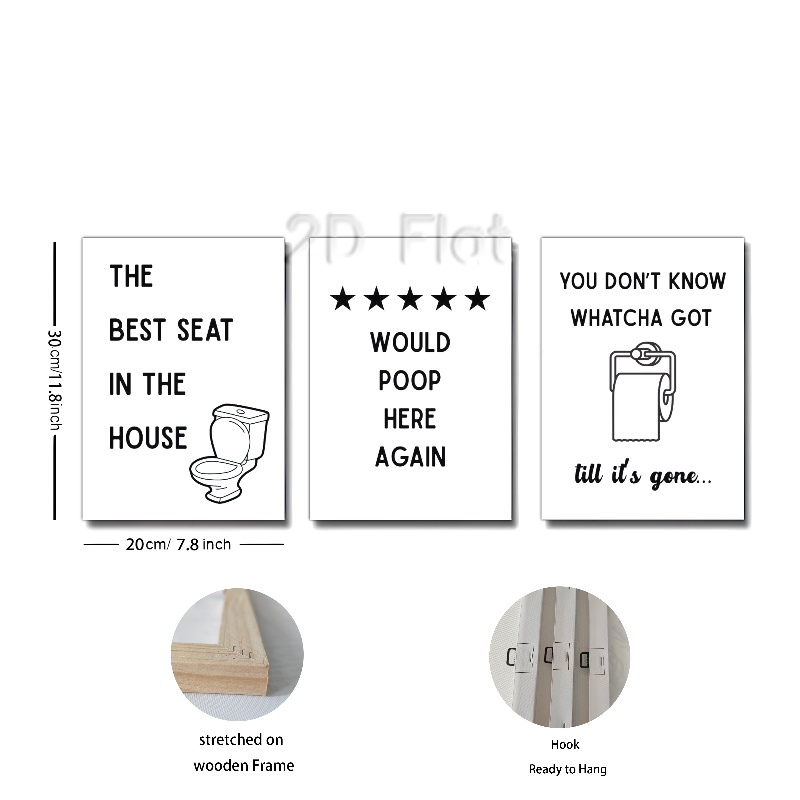 2D Flat
THE
BEST SEAT
IN THE
HOUSE
★★★★★
WOULD
POOP
HERE
AGAIN
YOU DON'T KNOW
WHATCHA GOT
till it's gone...
30cm/11.8inch
20cm/ 7.8 inch
stretched on
wooden Frame
Hook
Ready to Hang